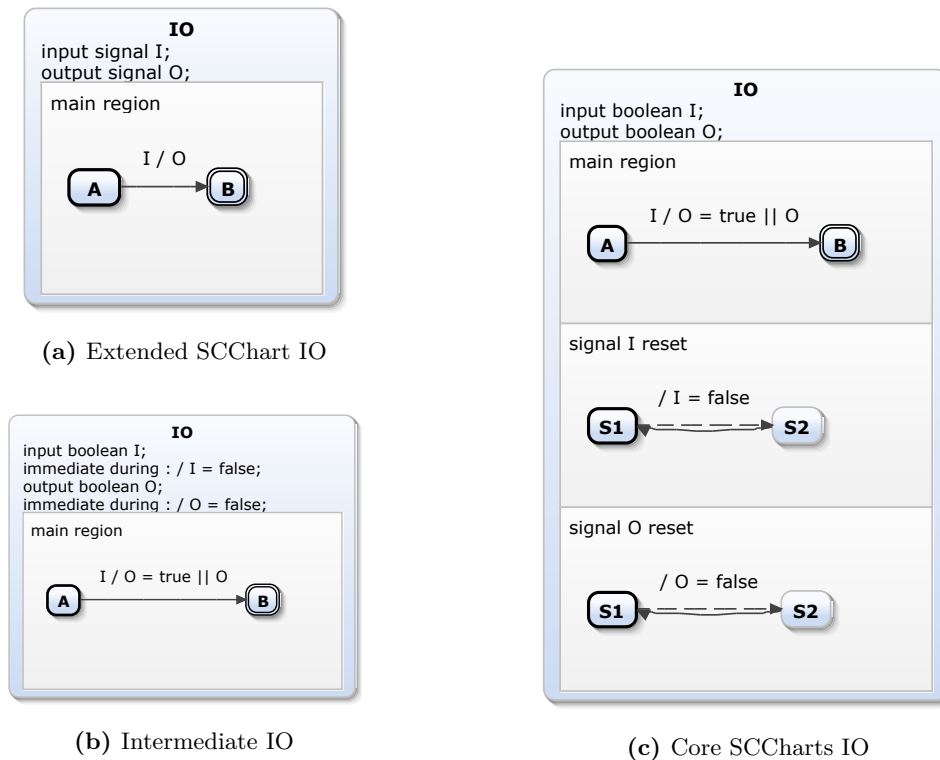 IO
input signal I;
output signal O;
main region
I / O
A
B
(a) Extended SCChart IO
IO
input boolean I;
immediate during : / I = false;
output boolean O;
immediate during : / O = false;
main region
I / O = true || O
A
B
(b) Intermediate IO
IO
input boolean I;
output boolean O;
main region
I / O = true || O
A
B
signal I reset
/ I = false
S1
S2
signal O reset
/ O = false
S1
S2
(c) Core SCCharts IO